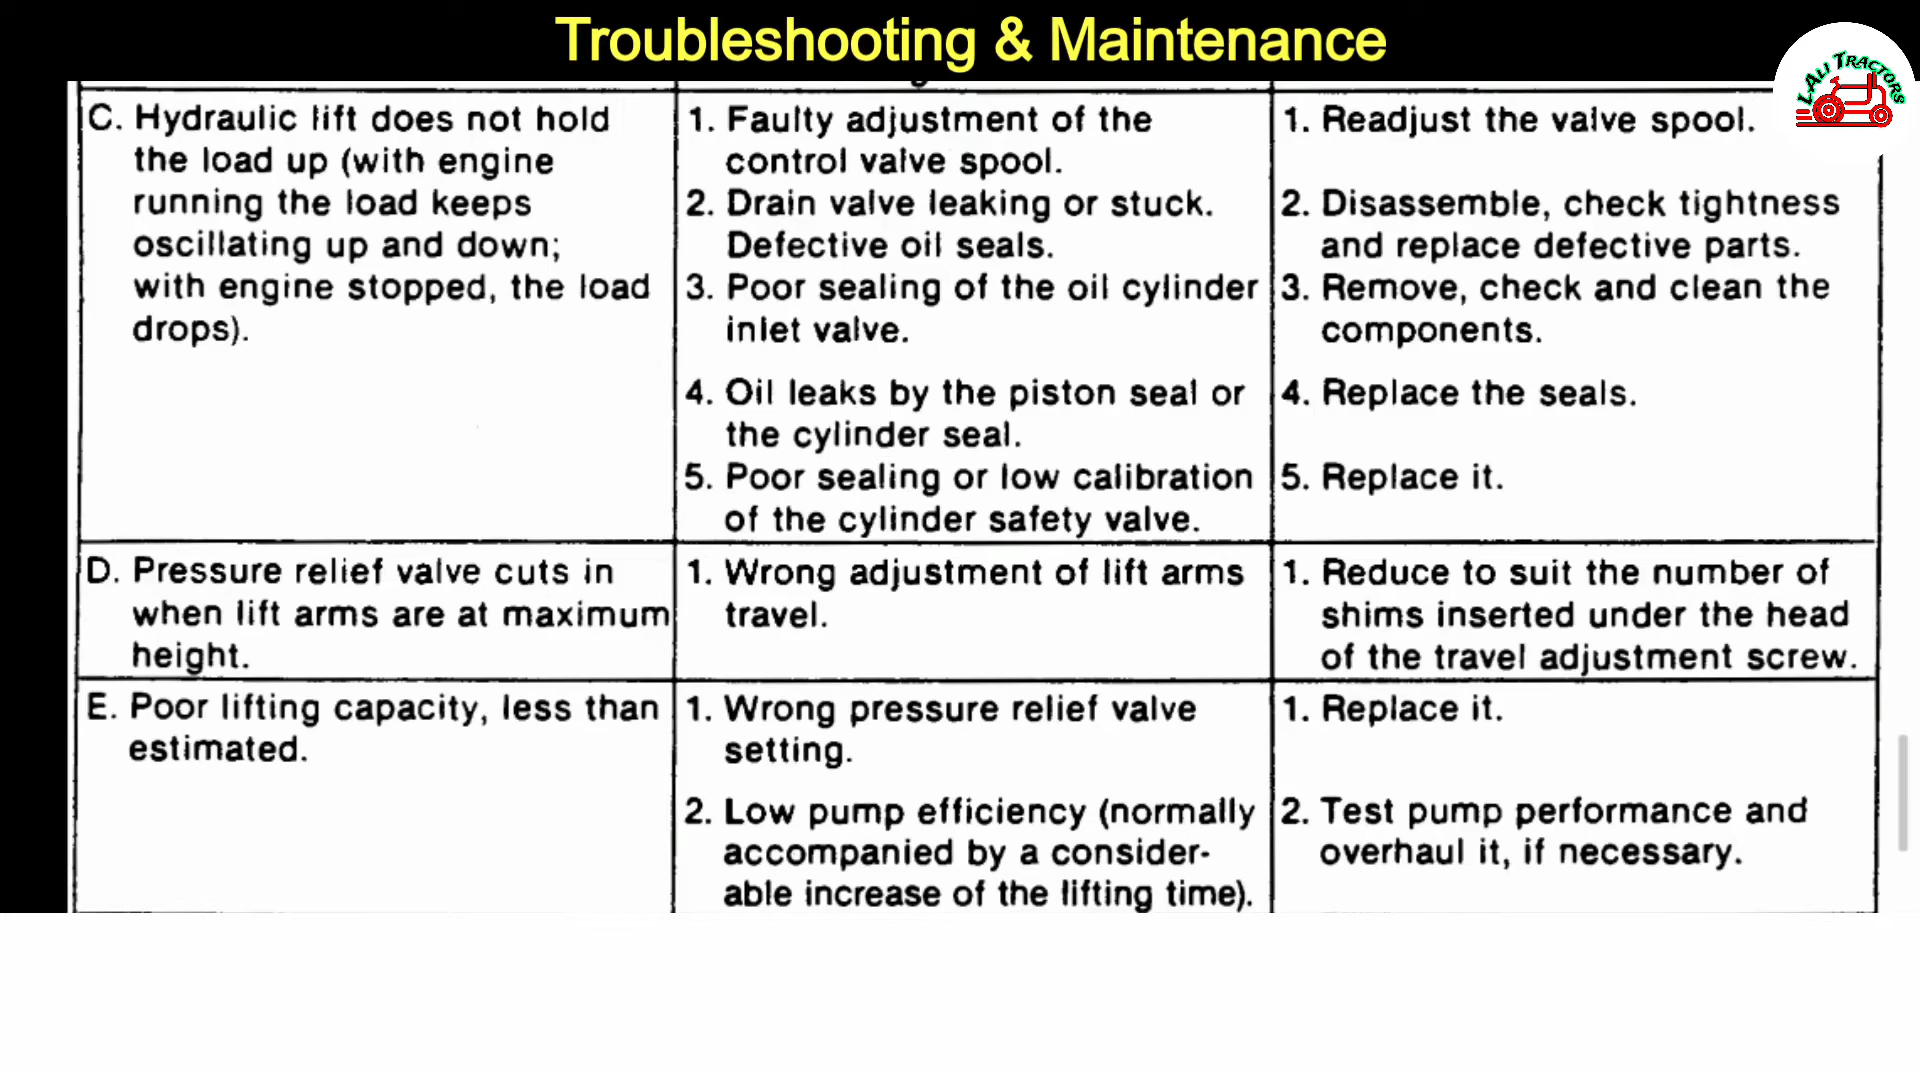 Troubleshooting & Maintenance
LALI TRACTORS
C. Hydraulic lift does not hold
the load up (with engine
running the load keeps
oscillating up and down;
with engine stopped, the load
drops).
1. Faulty adjustment of the
control valve spool.
2. Drain valve leaking or stuck.
Defective oil seals.
3. Poor sealing of the oil cylinder
inlet valve.
4. Oil leaks by the piston seal or
the cylinder seal.
5. Poor sealing or low calibration
of the cylinder safety valve.
1. Readjust the valve spool.
2. Disassemble, check tightness
and replace defective parts.
3. Remove, check and clean the
components.
4. Replace the seals.
5. Replace it.
D. Pressure relief valve cuts in
when lift arms are at maximum
height.
1. Wrong adjustment of lift arms
travel.
1. Reduce to suit the number of
shims inserted under the head
of the travel adjustment screw.
E. Poor lifting capacity, less than
estimated.
1. Wrong pressure relief valve
setting.
2. Low pump efficiency (normally
accompanied by a consider-
able increase of the lifting time).
1. Replace it.
2. Test pump performance and
overhaul it, if necessary.